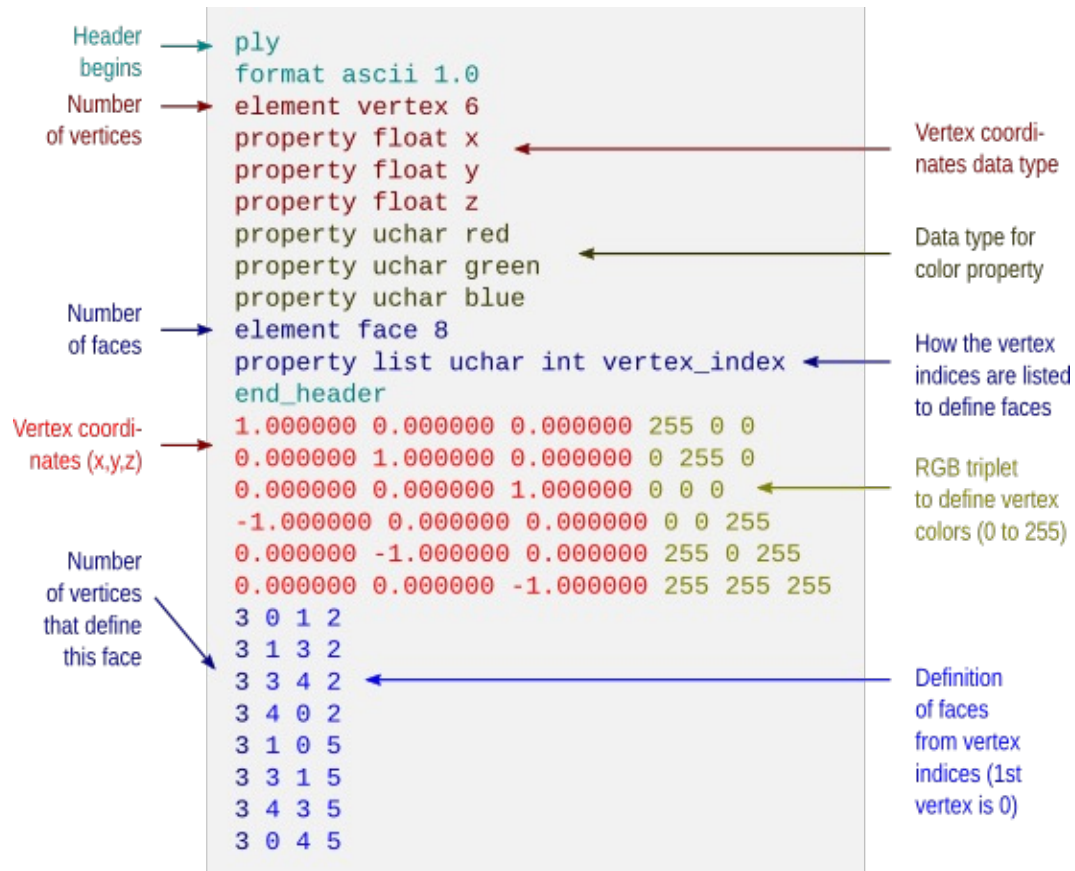 Header
begins
ply
format ascii 1.0
Number
of vertices
element vertex 6
property float x
property float y
property float z
Vertex coordi-
nates data type
property uchar red
property uchar green
property uchar blue
Data type for
color property
Number
of faces
element face 8
property list uchar int vertex_index
end_header
How the vertex
indices are listed
to define faces
Vertex coordi-
nates (x,y,z)
1.000000 0.000000 0.000000 255 0 0
0.000000 1.000000 0.000000 0 255 0
0.000000 0.000000 1.000000 0 0 0
-1.000000 0.000000 0.000000 0 0 255
0.000000 -1.000000 0.000000 255 0 255
0.000000 0.000000 -1.000000 255 255 255
RGB triplet
to define vertex
colors (0 to 255)
Number
of vertices
that define
this face
3 0 1 2
3 1 3 2
3 3 4 2
3 4 0 2
3 1 0 5
3 3 1 5
3 4 3 5
3 0 4 5
Definition
of faces
from vertex
indices (1st
vertex is 0)